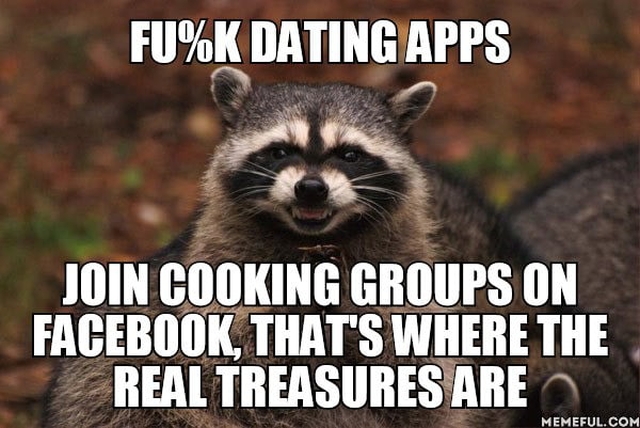 FU%K DATING APPS
JOIN COOKING GROUPS ON
FACEBOOK, THAT'S WHERE THE
REAL TREASURES ARE
MEMEFUL.COM